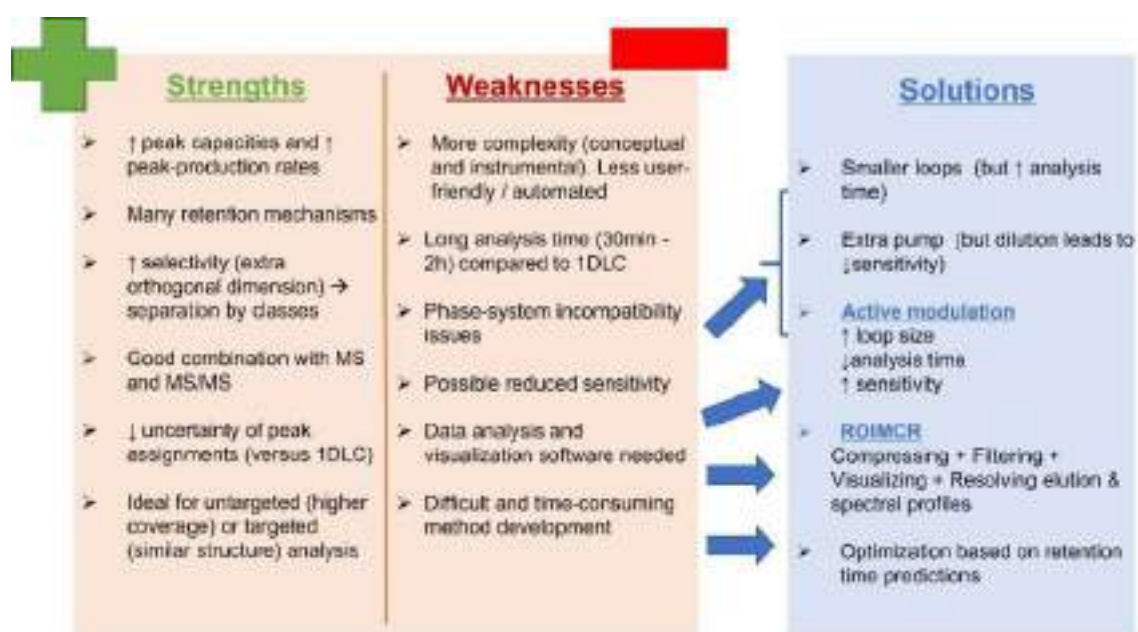 Strengths
➤ ↑ peak capacities and ↑
peak-production rates
➤ Many retention mechanisms
➤ ↑ selectivity (extra
orthogonal dimension) →
separation by classes
➤ Good combination with MS
and MS/MS
➤ ↓ uncertainty of peak
assignments (versus 1DLC)
➤ Ideal for untargeted (higher
coverage) or targeted
(similar structure) analysis
Weaknesses
➤ More complexity (conceptual
and instrumental). Less user-
friendly / automated
➤ Long analysis time (30min -
2h) compared to 1DLC
➤ Phase-system incompatibility
issues
➤ Possible reduced sensitivity
➤ Data analysis and
visualization software needed
➤ Difficult and time-consuming
method development
Solutions
➤ Smaller loops (but ↑ analysis
time)
➤ Extra pump (but dilution leads to
↓sensitivity)
➤ Active modulation
↑ loop size
↓analysis time
↑ sensitivity
➤ ROIMCR
Compressing + Filtering +
Visualizing + Resolving elution &
spectral profiles
➤ Optimization based on retention
time predictions